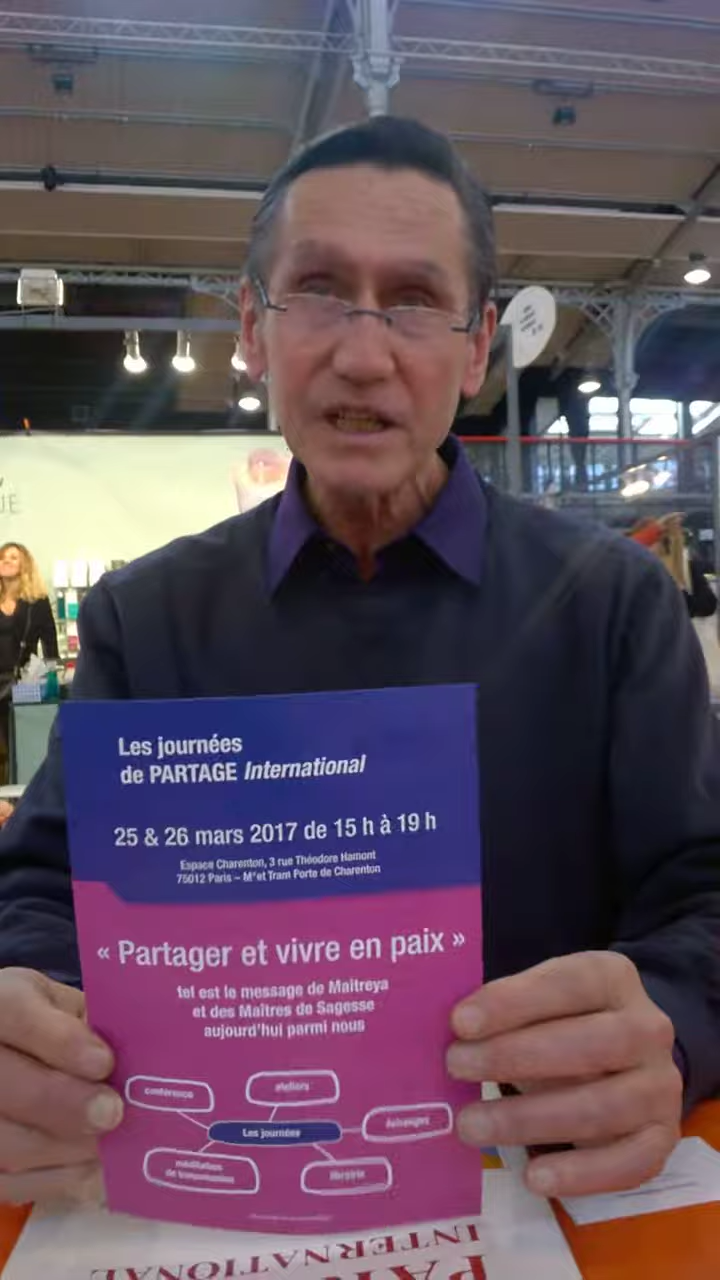 Les journées
de PARTAGE International
25 & 26 mars 2017 de 15 h à 19 h
Espace Charenton, 3 rue Théodore Hamont
75012 Paris – M° et Tram Porte de Charenton
« Partager et vivre en paix »
tel est le message de Maitreya
et des Maîtres de Sagesse
aujourd'hui parmi nous
conférence
ateliers
Les journées
échanges
méditation
de transmission
librairie
INTERNATIONAL